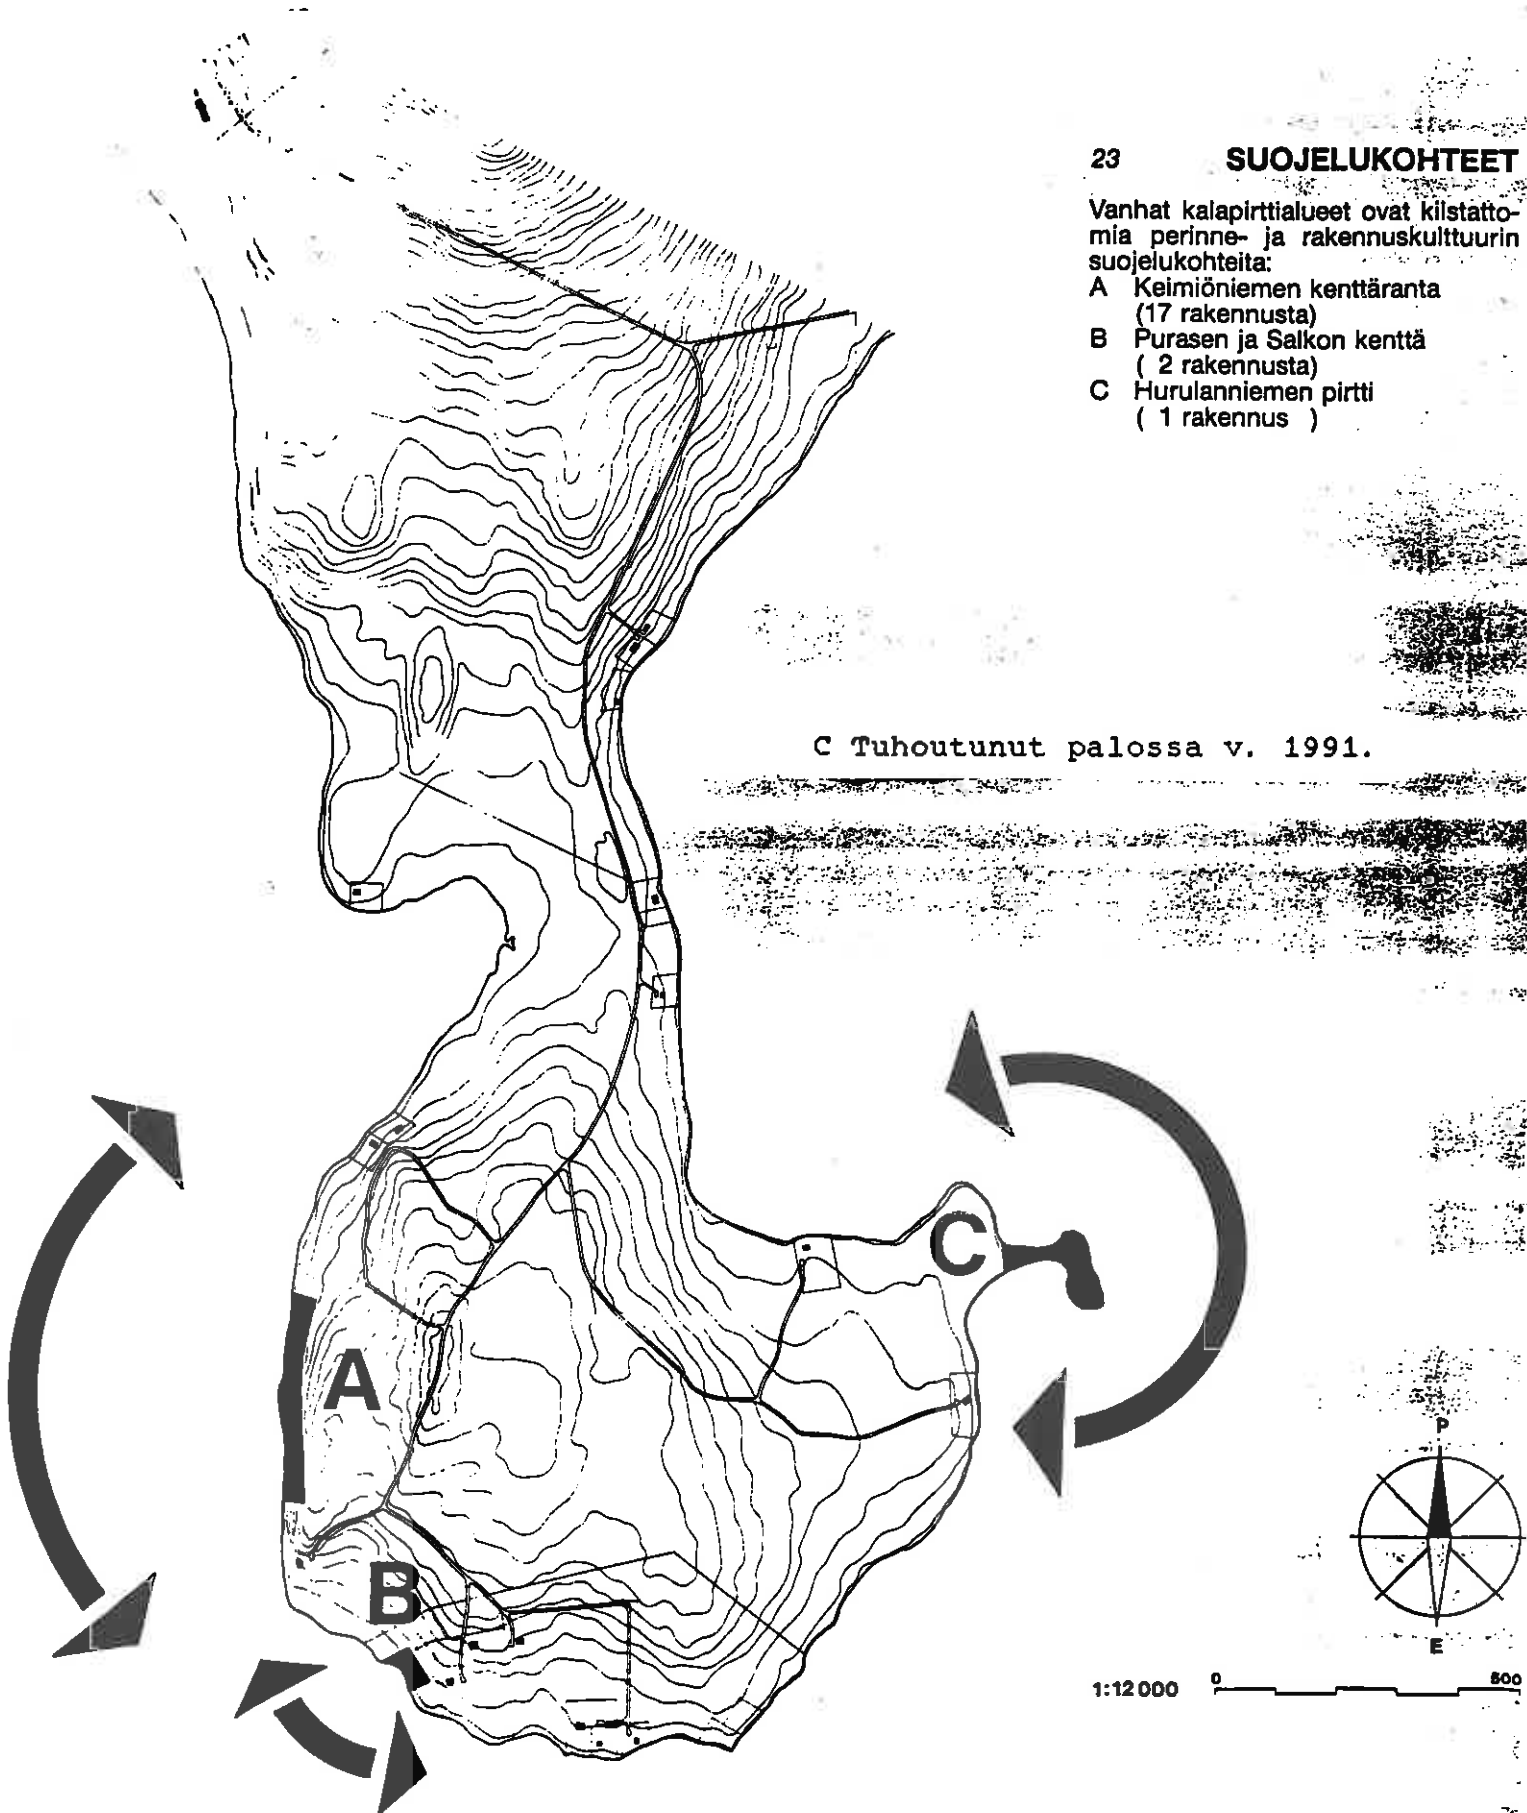 23 SUOJELUKOHTEET
Vanhat kalapirttialueet ovat kiistatto-
mia perinne- ja rakennuskulttuurin
suojelukohteita:
A Keimiöniemen kenttäranta
(17 rakennusta)
B Purasen ja Salkon kenttä
( 2 rakennusta)
C Hurulanniemen pirtti
( 1 rakennus )
C Tuhoutunut palossa v. 1991.
C
A
P
B
E
1:12 000 0 500